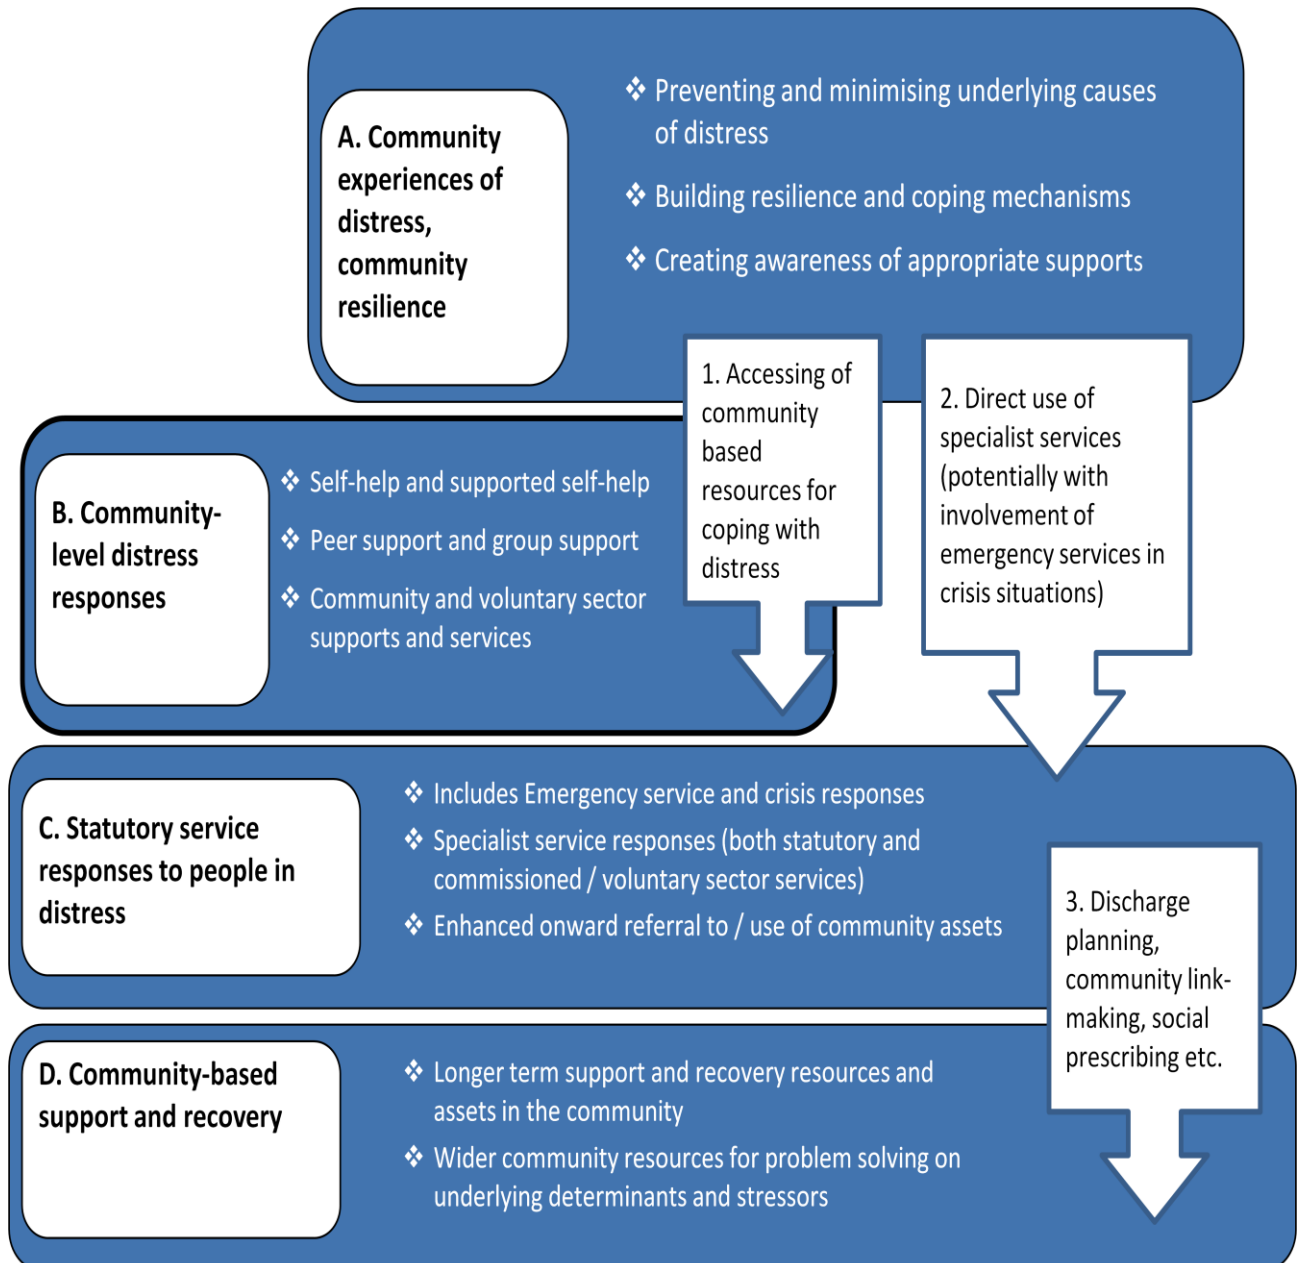 A. Community
experiences of
distress,
community
resilience
❖ Preventing and minimising underlying causes
of distress
❖ Building resilience and coping mechanisms
❖ Creating awareness of appropriate supports
1. Accessing of
community
based
resources for
coping with
distress
2. Direct use of
specialist services
(potentially with
involvement of
emergency services in
crisis situations)
B. Community-
level distress
responses
❖ Self-help and supported self-help
❖ Peer support and group support
❖ Community and voluntary sector
supports and services
C. Statutory service
responses to people in
distress
❖ Includes Emergency service and crisis responses
❖ Specialist service responses (both statutory and
commissioned / voluntary sector services)
❖ Enhanced onward referral to / use of community assets
3. Discharge
planning,
community link-
making, social
prescribing etc.
D. Community-based
support and recovery
❖ Longer term support and recovery resources and
assets in the community
❖ Wider community resources for problem solving on
underlying determinants and stressors